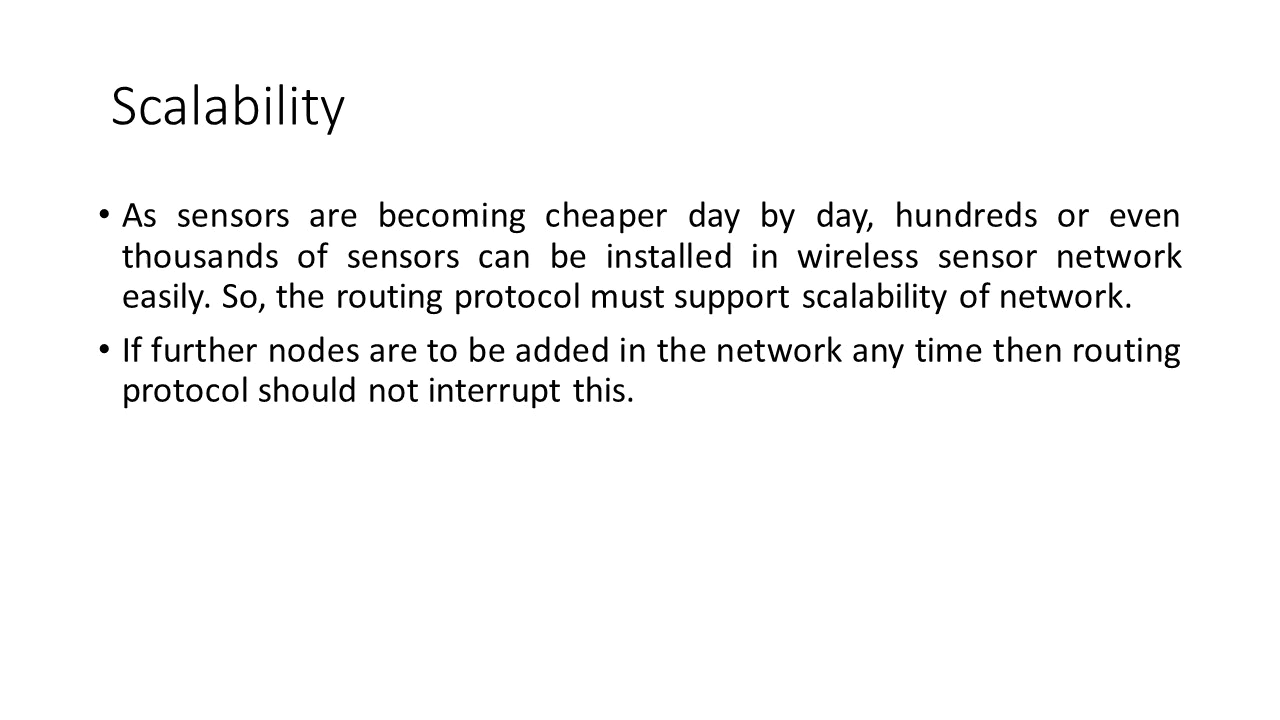 Scalability
• As sensors are becoming cheaper day by day, hundreds or even
thousands of sensors can be installed in wireless sensor network
easily. So, the routing protocol must support scalability of network.
• If further nodes are to be added in the network any time then routing
protocol should not interrupt this.